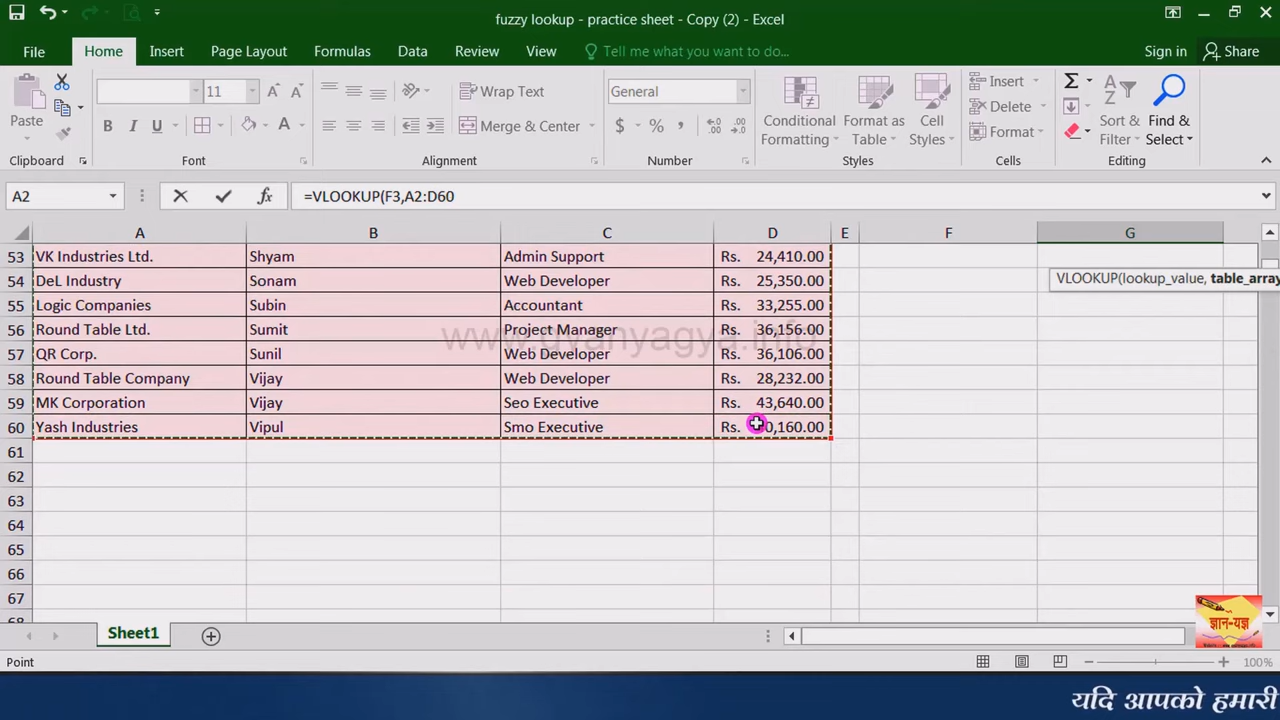 fuzzy lookup - practice sheet - Copy (2) - Excel
File Home Insert Page Layout Formulas Data Review View Tell me what you want to do... Sign in Share
Paste
11
Wrap Text
Merge & Center
General
Conditional Formatting
Format as Table
Cell Styles
Insert
Delete
Format
Sort & Filter
Find & Select
Clipboard Font Alignment Number Styles Cells Editing
A2 =VLOOKUP(F3,A2:D60
A B C D E F G
53 VK Industries Ltd. Shyam Admin Support Rs. 24,410.00
VLOOKUP(lookup_value, table_array
54 DeL Industry Sonam Web Developer Rs. 25,350.00
55 Logic Companies Subin Accountant Rs. 33,255.00
56 Round Table Ltd. Sumit Project Manager Rs. 36,156.00
www.gyanyagya.info
57 QR Corp. Sunil Web Developer Rs. 36,106.00
58 Round Table Company Vijay Web Developer Rs. 28,232.00
59 MK Corporation Vijay Seo Executive Rs. 43,640.00
60 Yash Industries Vipul Smo Executive Rs. 0,160.00
61
62
63
64
65
66
67
ज्ञान-यज्ञ
Sheet1
Point 100%
यदि आपको हमारी